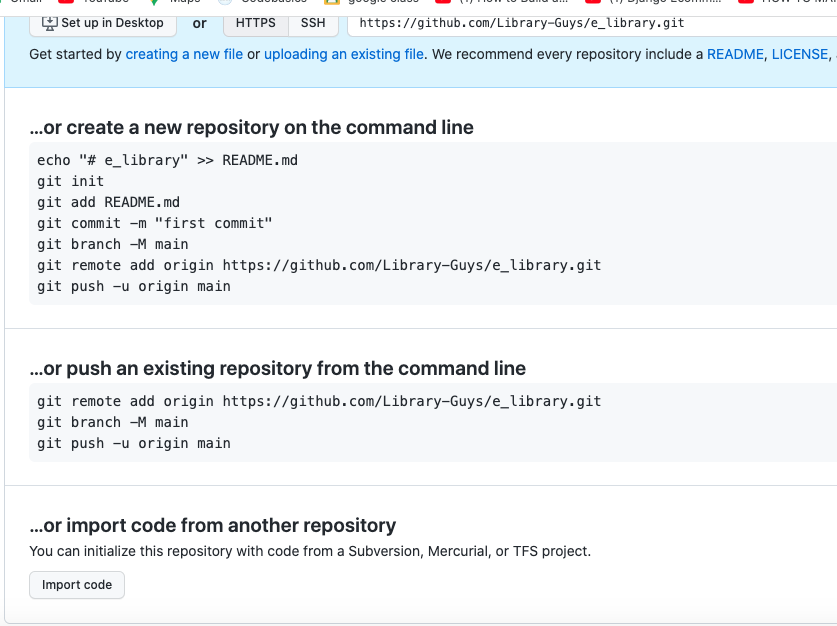 YouTube Maps Codebasics google class (1) How to Build a... (1) Django Ecomm... HOW TO MA
Set up in Desktop or HTTPS SSH https://github.com/Library-Guys/e_library.git
Get started by creating a new file or uploading an existing file. We recommend every repository include a README, LICENSE,
...or create a new repository on the command line
echo "# e_library" >> README.md
git init
git add README.md
git commit -m "first commit"
git branch -M main
git remote add origin https://github.com/Library-Guys/e_library.git
git push -u origin main
...or push an existing repository from the command line
git remote add origin https://github.com/Library-Guys/e_library.git
git branch -M main
git push -u origin main
...or import code from another repository
You can initialize this repository with code from a Subversion, Mercurial, or TFS project.
Import code